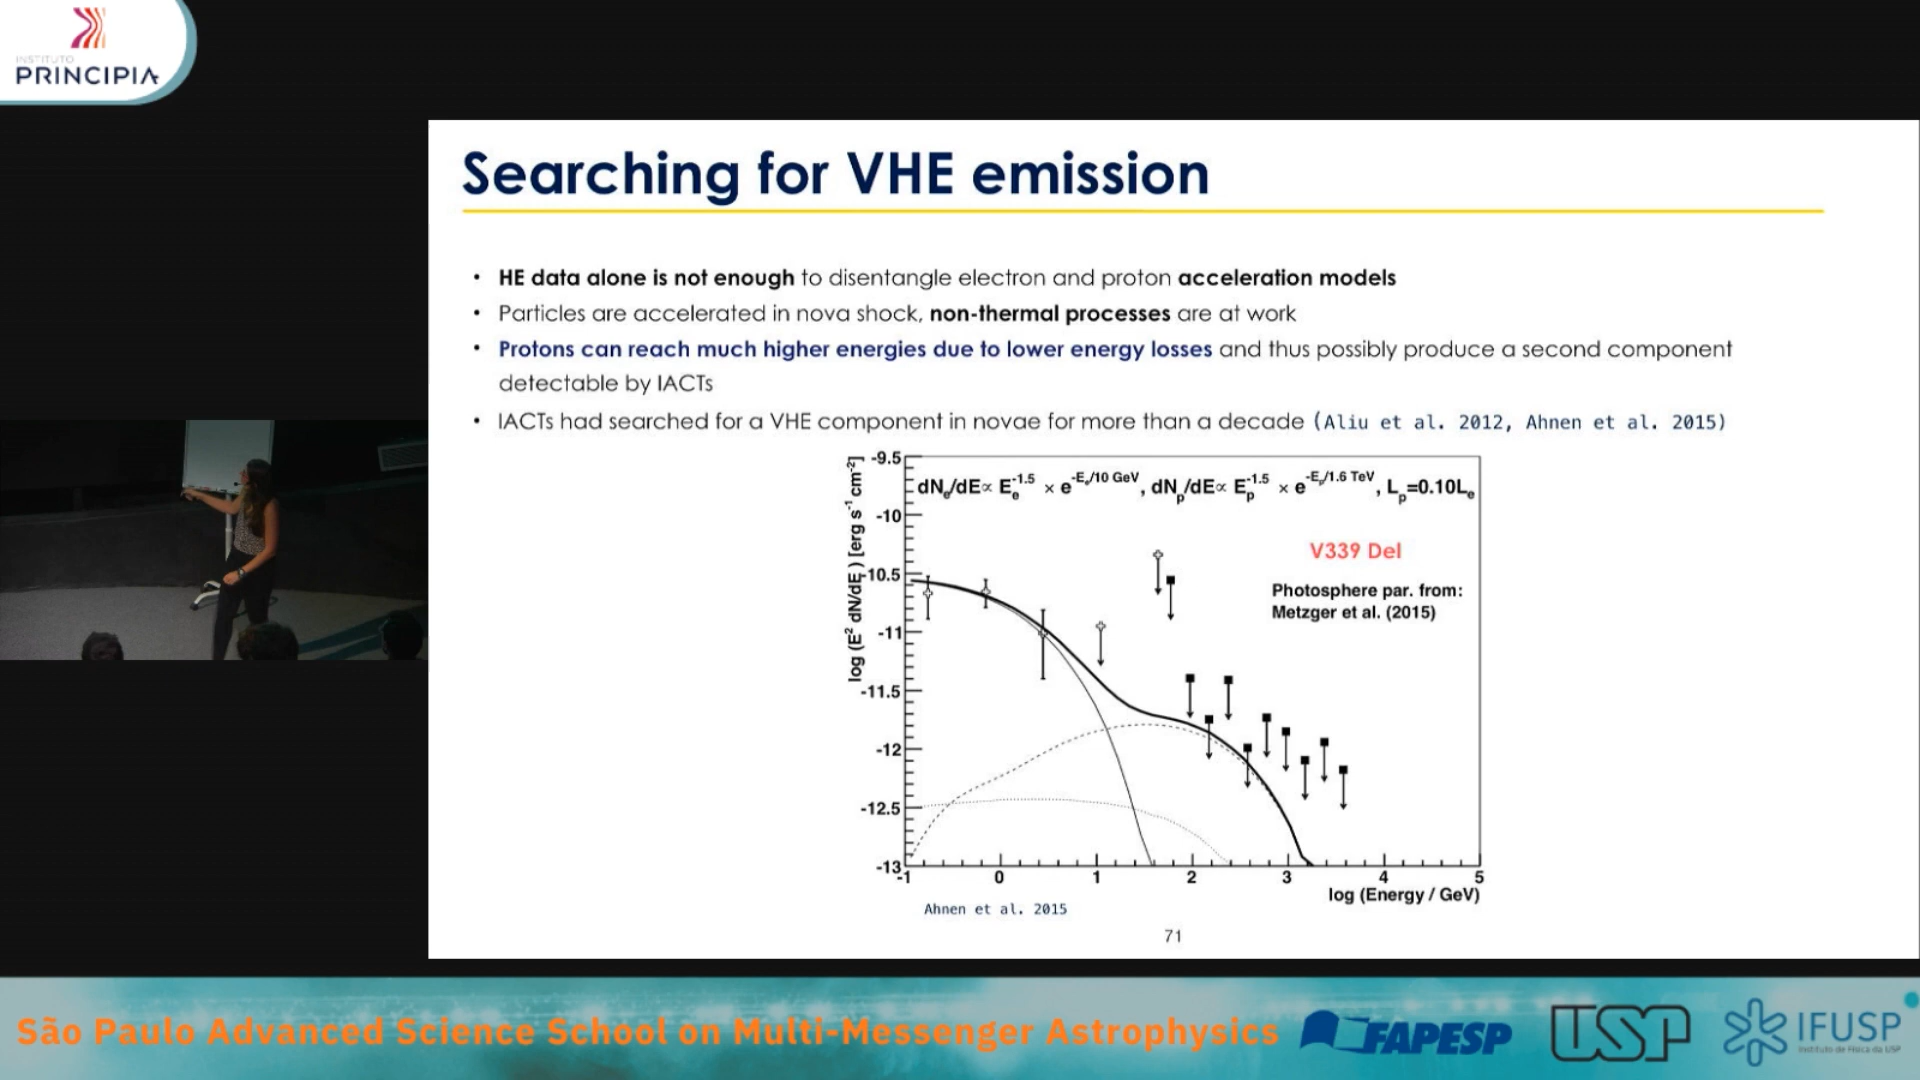 INSTITUTO
PRINCIPIA
Searching for VHE emission
• HE data alone is not enough to disentangle electron and proton acceleration models
• Particles are accelerated in nova shock, non-thermal processes are at work
• Protons can reach much higher energies due to lower energy losses and thus possibly produce a second component
detectable by IACTs
• IACTs had searched for a VHE component in novae for more than a decade (Aliu et al. 2012, Ahnen et al. 2015)
dNₑ/dE∝ Eₑ^-1.5 × e^-Eₑ/10 GeV, dNₚ/dE∝ Eₚ^-1.5 × e^-Eₚ/1.6 TeV, Lₚ=0.10Lₑ
V339 Del
Photosphere par. from:
Metzger et al. (2015)
log (E² dN/dE ) [erg s⁻¹ cm⁻²]
-9.5
-10
-10.5
-11
-11.5
-12
-12.5
-13
-1 0 1 2 3 4 5
log (Energy / GeV)
Ahnen et al. 2015
71
São Paulo Advanced Science School on Multi-Messenger Astrophysics
FAPESP
USP
IFUSP
Instituto de Física da USP